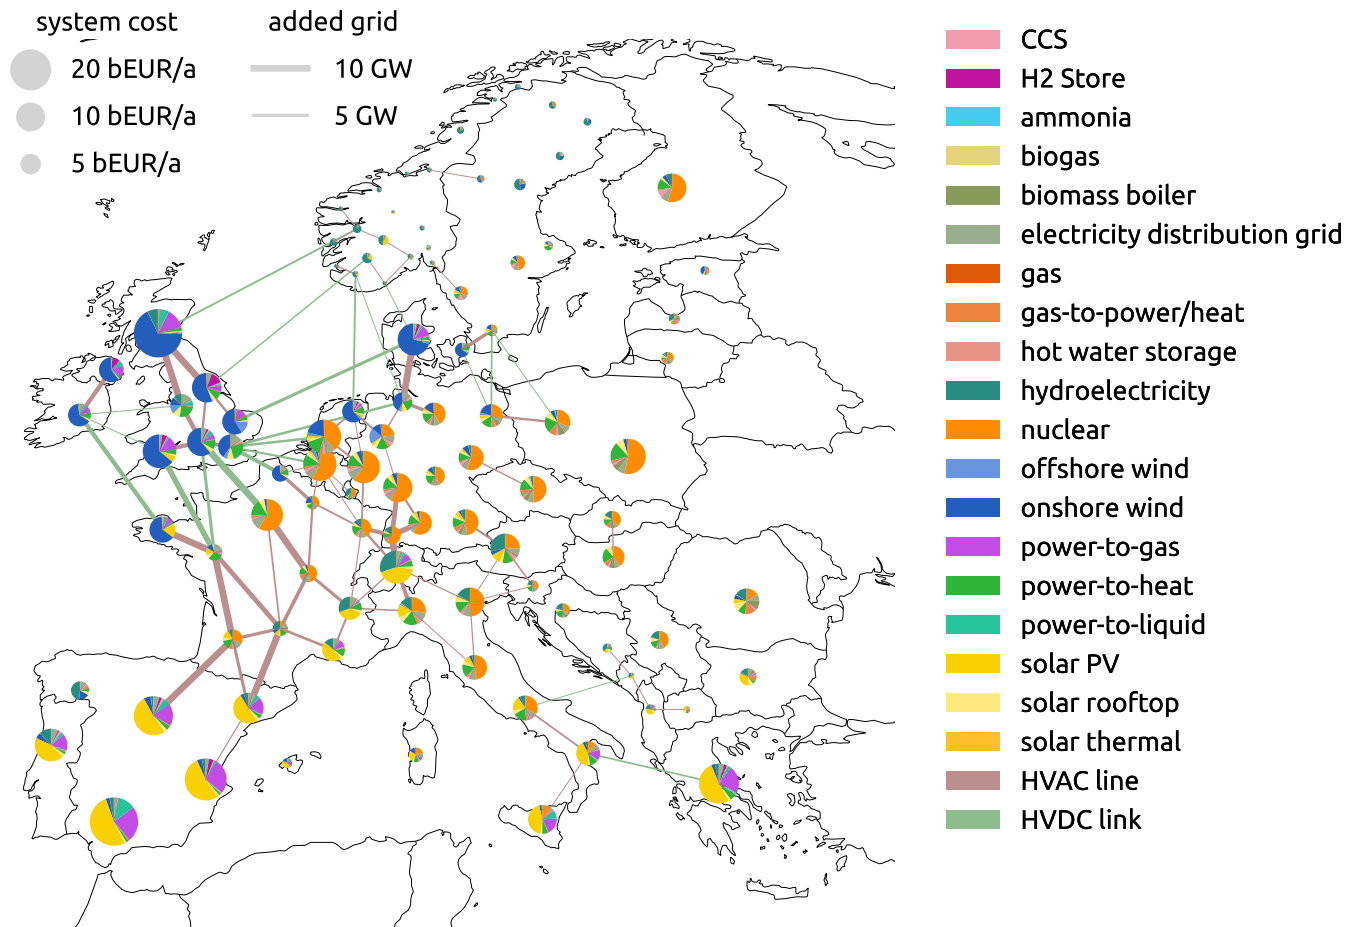 system cost
20 bEUR/a
10 bEUR/a
5 bEUR/a
added grid
10 GW
5 GW
CCS
H2 Store
ammonia
biogas
biomass boiler
electricity distribution grid
gas
gas-to-power/heat
hot water storage
hydroelectricity
nuclear
offshore wind
onshore wind
power-to-gas
power-to-heat
power-to-liquid
solar PV
solar rooftop
solar thermal
HVAC line
HVDC link